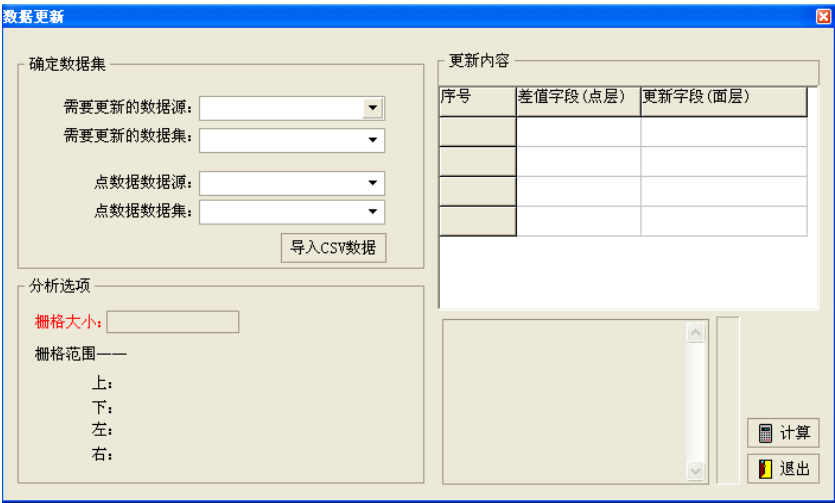 数据更新
确定数据集
需要更新的数据源:
需要更新的数据集:
点数据数据源:
点数据数据集:
导入CSV数据
分析选项
栅格大小:
栅格范围——
上:
下:
左:
右:
更新内容
序号 差值字段(点层) 更新字段(面层)
计算
退出